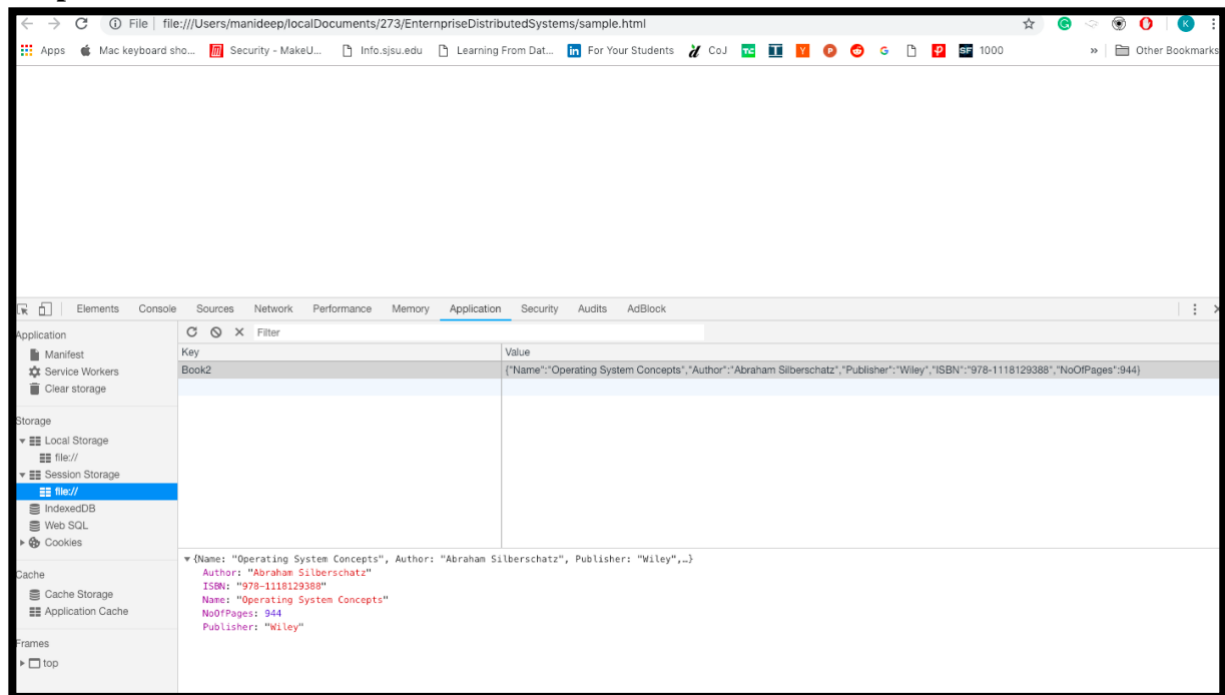 File file:///Users/manideep/localDocuments/273/EnternpriseDistributedSystems/sample.html K
Apps Mac keyboard sho... Security - MakeU... Info.sjsu.edu Learning From Dat... in For Your Students CoJ TC Y G SF 1000 » Other Bookmarks
Elements Console Sources Network Performance Memory Application Security Audits AdBlock
Application
Filter
Manifest
Service Workers
Clear storage
Key Value
Book2 {"Name":"Operating System Concepts","Author":"Abraham Silberschatz","Publisher":"Wiley","ISBN":"978-1118129388","NoOfPages":944}
Storage
Local Storage
file://
Session Storage
file://
IndexedDB
Web SQL
Cookies
Cache
Cache Storage
Application Cache
Frames
top
{Name: "Operating System Concepts", Author: "Abraham Silberschatz", Publisher: "Wiley",…}
Author: "Abraham Silberschatz"
ISBN: "978-1118129388"
Name: "Operating System Concepts"
NoOfPages: 944
Publisher: "Wiley"